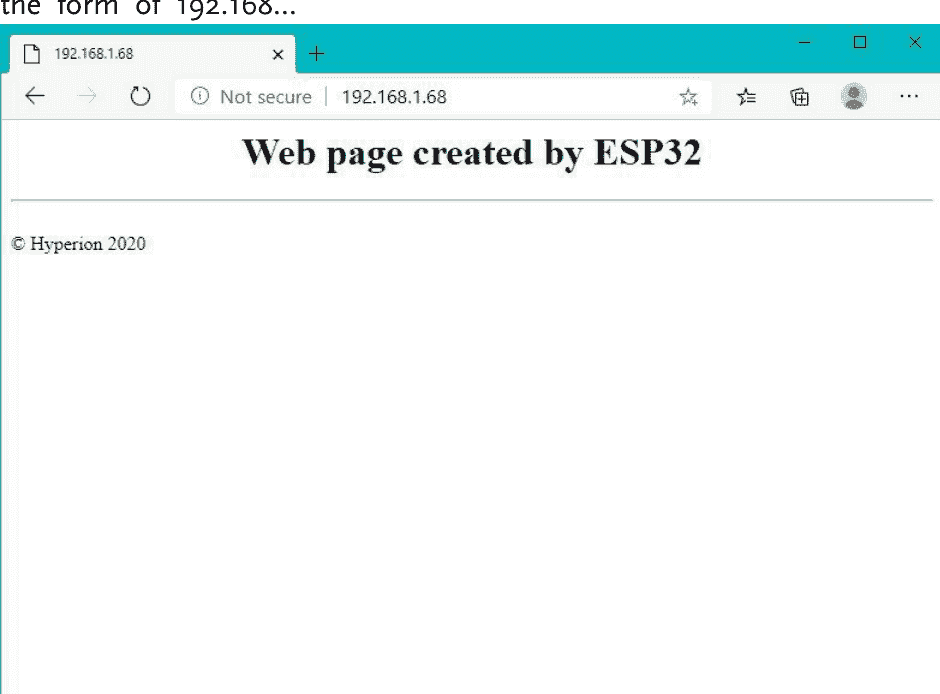 the form of 192.168...
192.168.1.68
Not secure 192.168.1.68
Web page created by ESP32
© Hyperion 2020